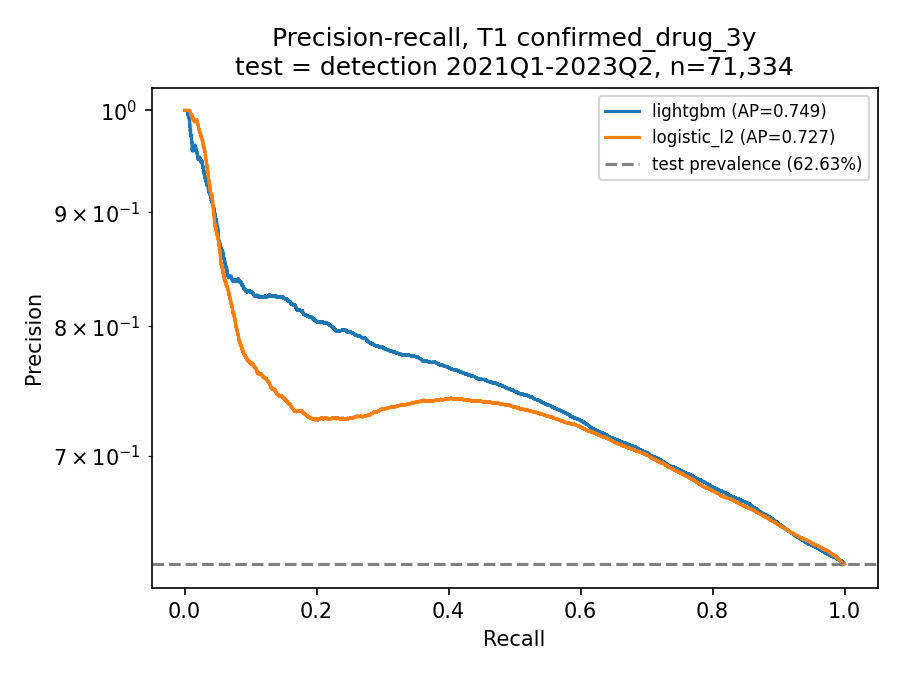 Precision-recall, T1 confirmed_drug_3y
test = detection 2021Q1-2023Q2, n=71,334
lightgbm (AP=0.749)
logistic_l2 (AP=0.727)
test prevalence (62.63%)
Precision
10⁰
9 × 10⁻¹
8 × 10⁻¹
7 × 10⁻¹
0.0 0.2 0.4 0.6 0.8 1.0
Recall